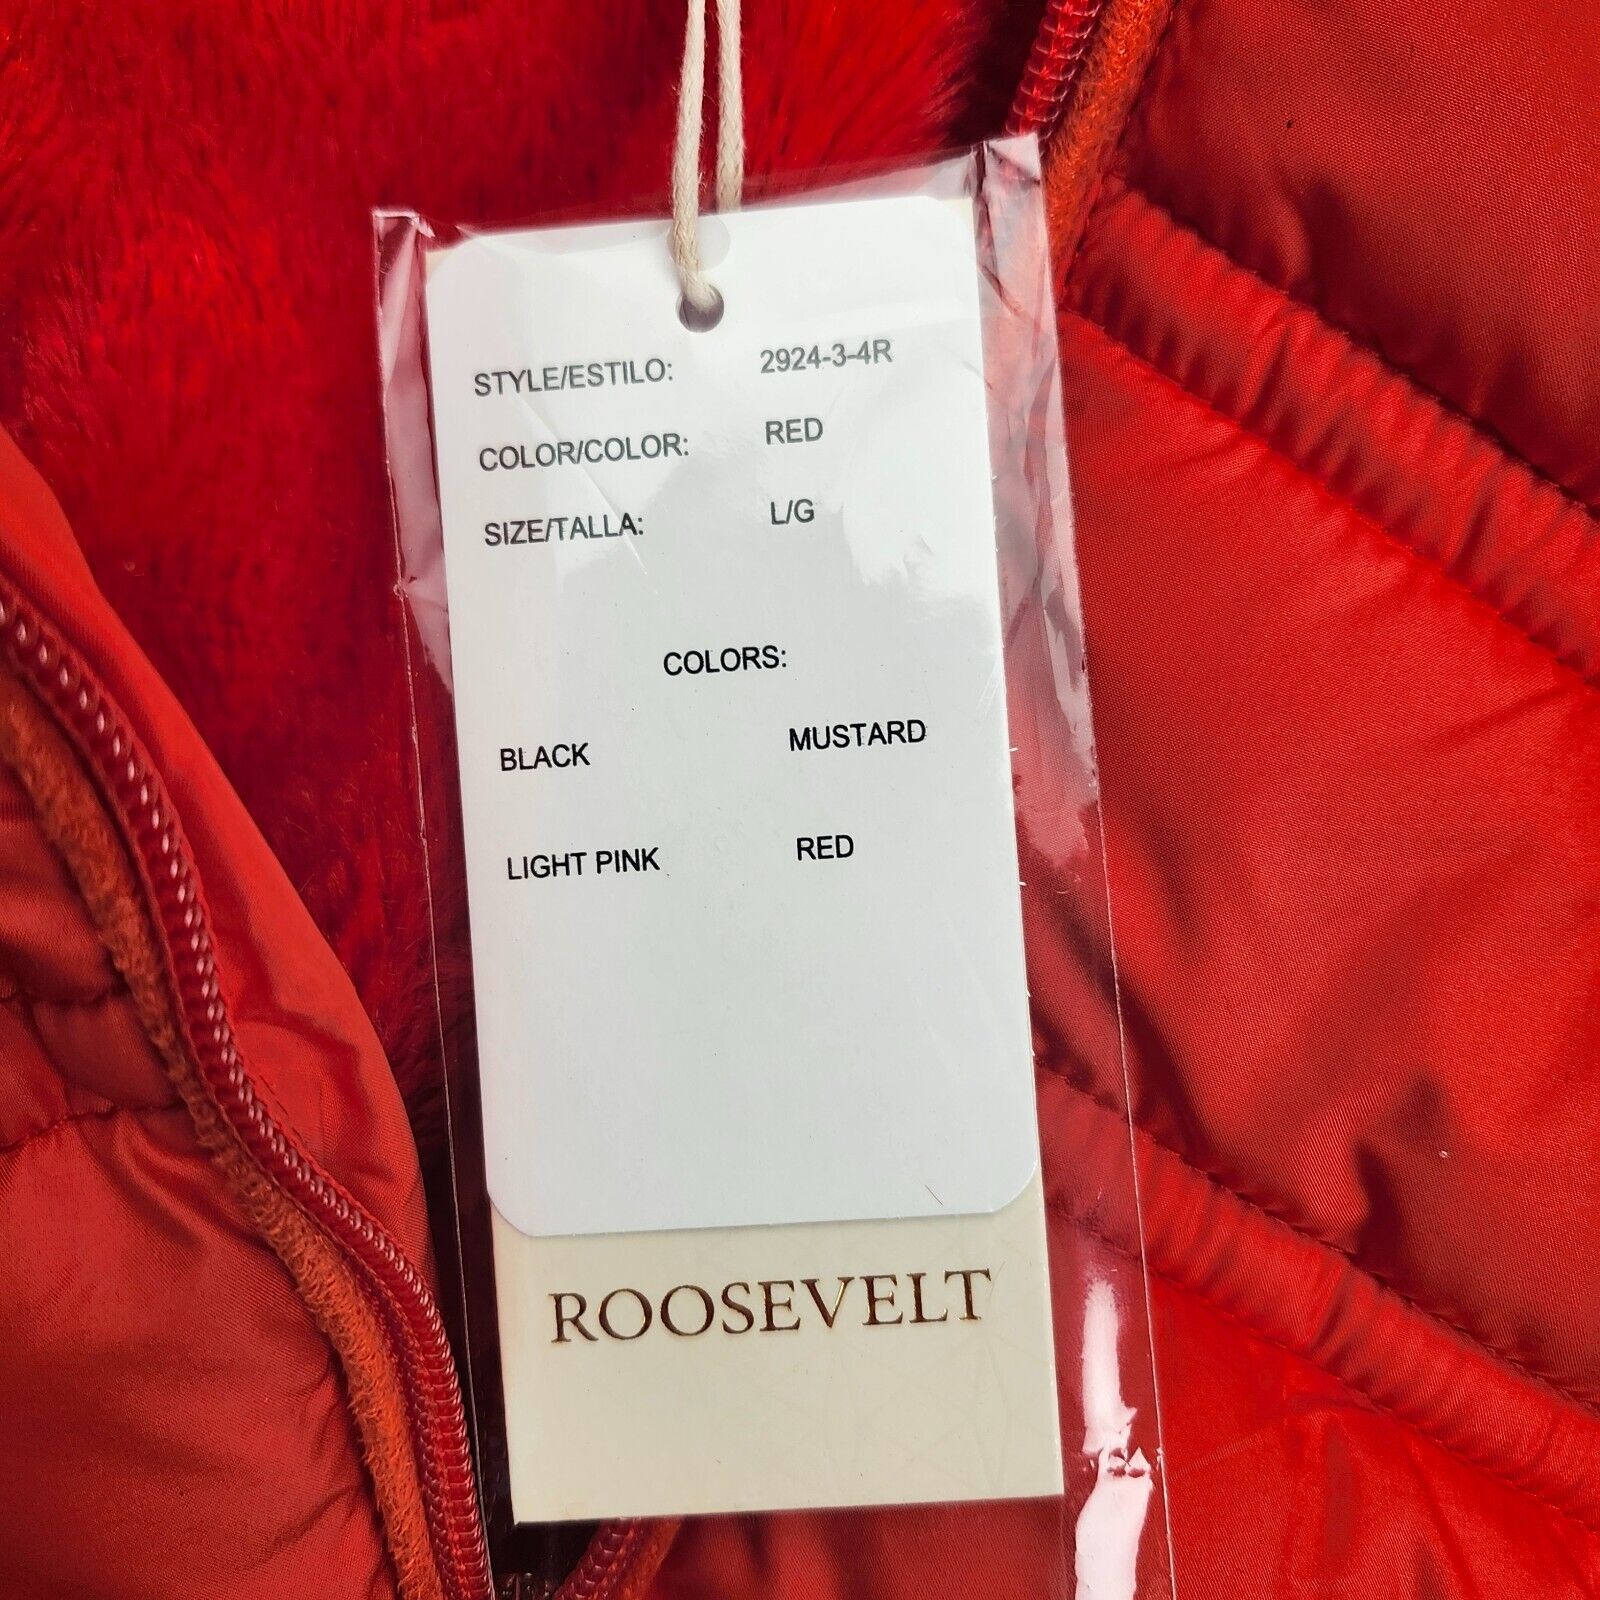 STYLE/ESTILO: 2924-3-4R
COLOR/COLOR: RED
SIZE/TALLA: L/G
COLORS:
BLACK MUSTARD
LIGHT PINK RED
ROOSEVELT